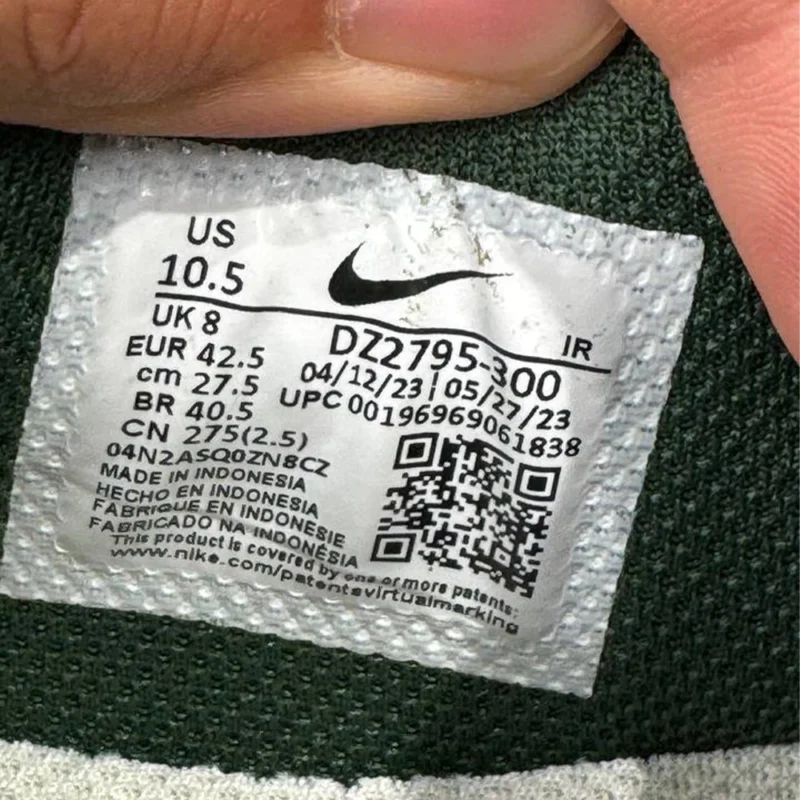 US
10.5
IR
UK 8
EUR 42.5
cm 27.5
BR 40.5
CN 275(2.5)
DZ2795-300
04/12/23 | 05/27/23
UPC 00196969061838
04N2ASQ0ZN8CZ
MADE IN INDONESIA
HECHO EN INDONESIA
FABRIQUE EN INDONESIE
FABRICADO NA INDONÉSIA
This product is covered by one or more patents:
www.nike.com/patentsvirtualmarking